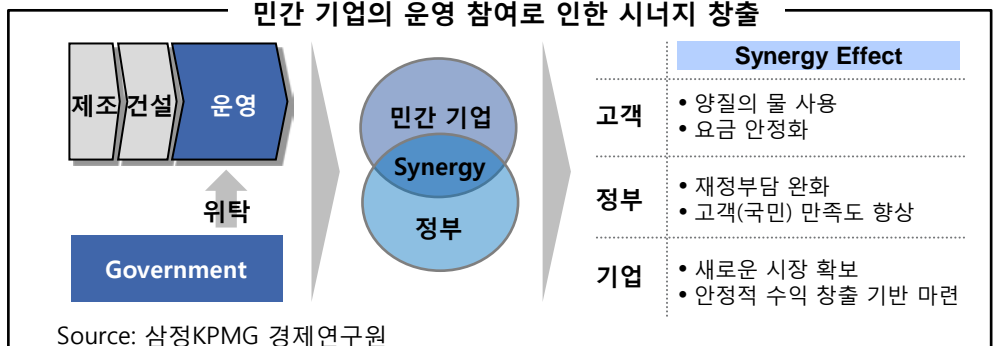 민간 기업의 운영 참여로 인한 시너지 창출
제조 건설 운영
위탁
Government
민간 기업
Synergy
정부
Synergy Effect
고객
• 양질의 물 사용
• 요금 안정화
정부
• 재정부담 완화
• 고객(국민) 만족도 향상
기업
• 새로운 시장 확보
• 안정적 수익 창출 기반 마련
Source: 삼정KPMG 경제연구원